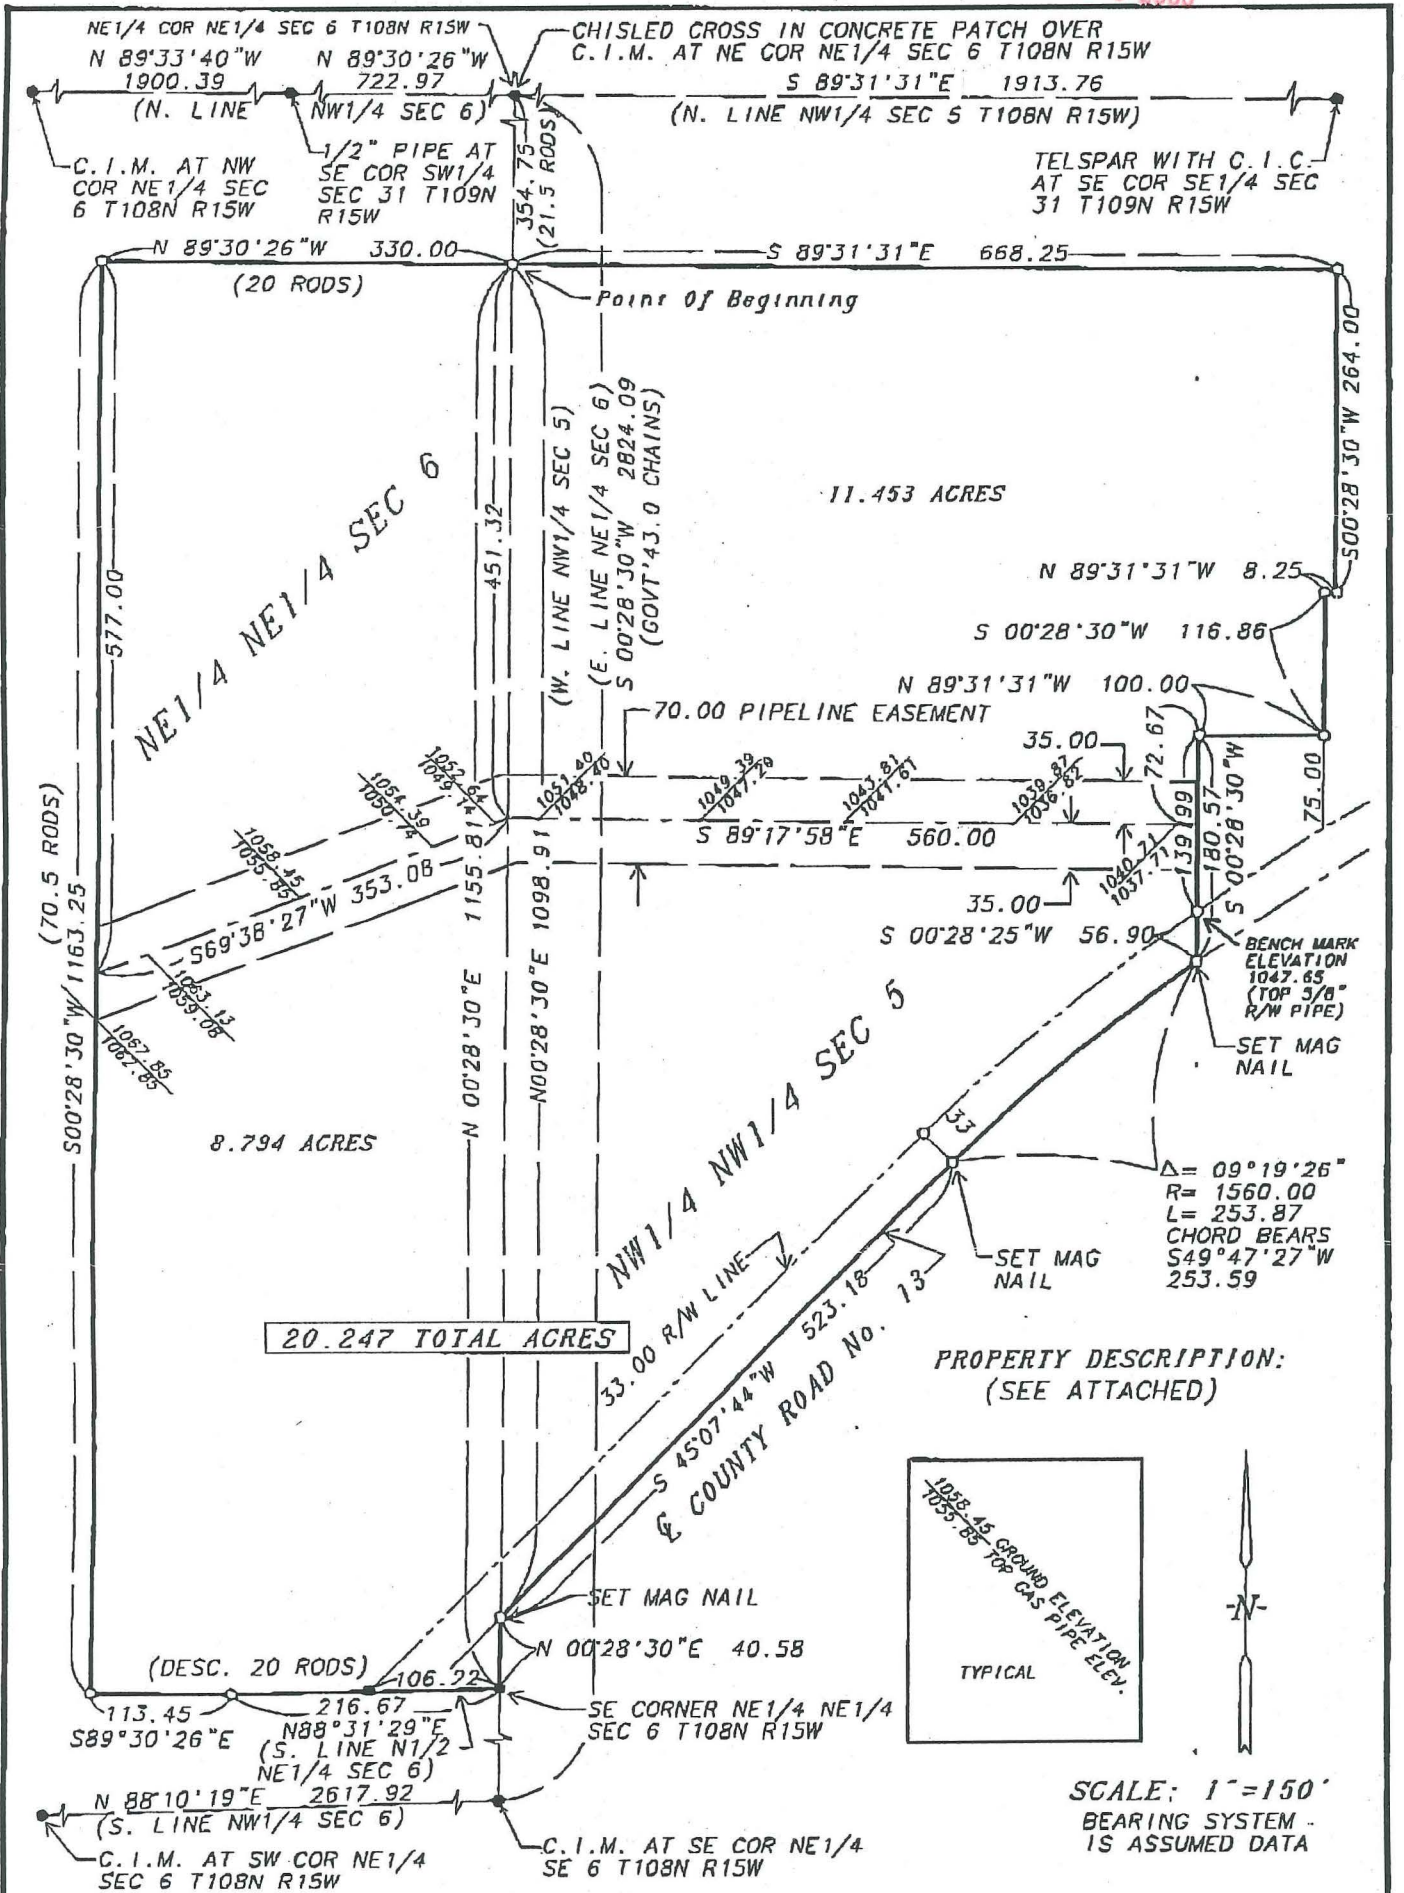 NE1/4 COR NE1/4 SEC 6 T108N R15W
CHISLED CROSS IN CONCRETE PATCH OVER
C.I.M. AT NE COR NE1/4 SEC 6 T108N R15W
N 89°33'40"W
1900.39
(N. LINE
N 89°30'26"W
722.97
NW1/4 SEC 6)
S 89°31'31"E 1913.76
(N. LINE NW1/4 SEC 5 T108N R15W)
C.I.M. AT NW
COR NE1/4 SEC
6 T108N R15W
1/2" PIPE AT
SE COR SW1/4
SEC 31 T109N
R15W
354.75
(21.5 RODS)
TELSPAR WITH C.I.C.
AT SE COR SE1/4 SEC
31 T109N R15W
N 89°30'26"W 330.00
(20 RODS)
S 89°31'31"E 668.25
Point Of Beginning
S00°28'30"W 264.00
NE1/4 NE1/4 SEC 6
577.00
451.32
(W. LINE NW1/4 SEC 5)
(E. LINE NE1/4 SEC 6)
S 00°28'30"W 2824.09
(GOVT'43.0 CHAINS)
11.453 ACRES
N 89°31'31"W 8.25
S 00°28'30"W 116.86
N 89°31'31"W 100.00
70.00 PIPELINE EASEMENT
35.00
72.67
139.99
180.57
S 00°28'30"W
75.00
1052.64
1049.14
1051.40
1048.40
1049.39
1047.29
1043.81
1041.61
1039.87
1036.82
1054.39
1050.74
1058.45
1055.85
S 89°17'58"E 560.00
1040.71
1037.71
S69°38'27"W 353.08
35.00
S 00°28'25"W 56.90
1063.13
1059.08
1067.85
1062.85
BENCH MARK
ELEVATION
1047.65
(TOP 5/8"
R/W PIPE)
SET MAG
NAIL
(70.5 RODS)
S00°28'30"W 1163.25
N 00°28'30"E 1155.81
N00°28'30"E 1098.91
8.794 ACRES
NW1/4 NW1/4 SEC 5
33
Δ= 09°19'26"
R= 1560.00
L= 253.87
CHORD BEARS
S49°47'27"W
253.59
SET MAG
NAIL
20.247 TOTAL ACRES
33.00 R/W LINE
S 45°07'44"W 523.18
℄ COUNTY ROAD No. 13
PROPERTY DESCRIPTION:
(SEE ATTACHED)
1058.45 GROUND ELEVATION
1055.85 TOP GAS PIPE ELEV.
TYPICAL
-N-
SET MAG NAIL
N 00°28'30"E 40.58
(DESC. 20 RODS)
106.22
113.45
S89°30'26"E
216.67
N88°31'29"E
(S. LINE N1/2
NE1/4 SEC 6)
SE CORNER NE1/4 NE1/4
SEC 6 T108N R15W
N 88°10'19"E 2617.92
(S. LINE NW1/4 SEC 6)
C.I.M. AT SW COR NE1/4
SEC 6 T108N R15W
C.I.M. AT SE COR NE1/4
SE 6 T108N R15W
SCALE: 1"=150'
BEARING SYSTEM
IS ASSUMED DATA